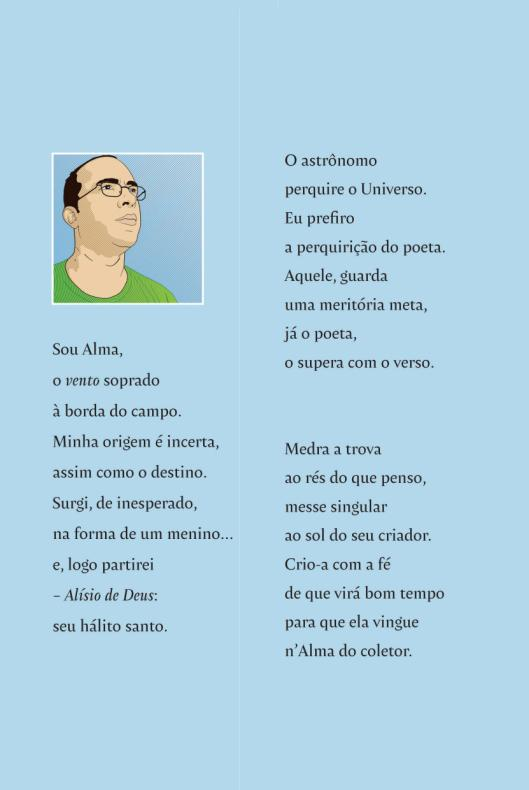 Sou Alma,
o vento soprado
à borda do campo.
Minha origem é incerta,
assim como o destino.
Surgi, de inesperado,
na forma de um menino...
e, logo partirei
– Alísio de Deus:
seu hálito santo.
O astrônomo
perquire o Universo.
Eu prefiro
a perquirição do poeta.
Aquele, guarda
uma meritória meta,
já o poeta,
o supera com o verso.
Medra a trova
ao rés do que penso,
messe singular
ao sol do seu criador.
Crio-a com a fé
de que virá bom tempo
para que ela vingue
n’Alma do coletor.